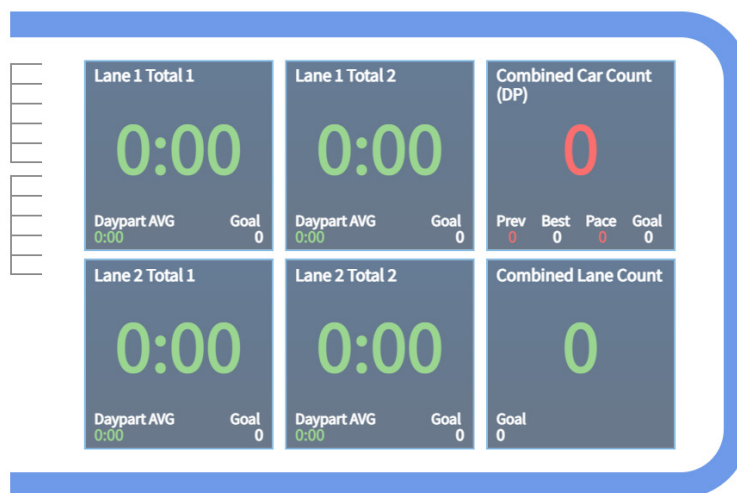 Lane 1 Total 1
0:00
Daypart AVG Goal
0:00 0
Lane 1 Total 2
0:00
Daypart AVG Goal
0:00 0
Combined Car Count
(DP)
0
Prev Best Pace Goal
0 0 0 0
Lane 2 Total 1
0:00
Daypart AVG Goal
0:00 0
Lane 2 Total 2
0:00
Daypart AVG Goal
0:00 0
Combined Lane Count
0
Goal
0